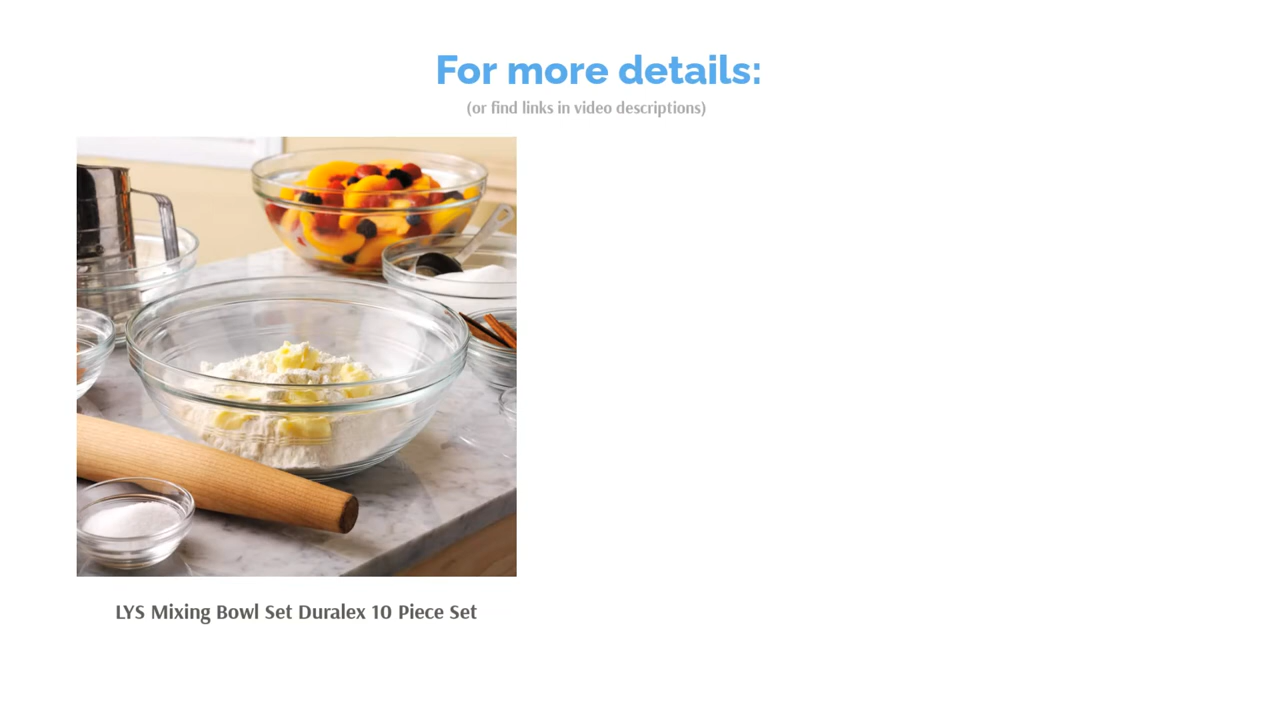 For more details:
(or find links in video descriptions)
LYS Mixing Bowl Set Duralex 10 Piece Set